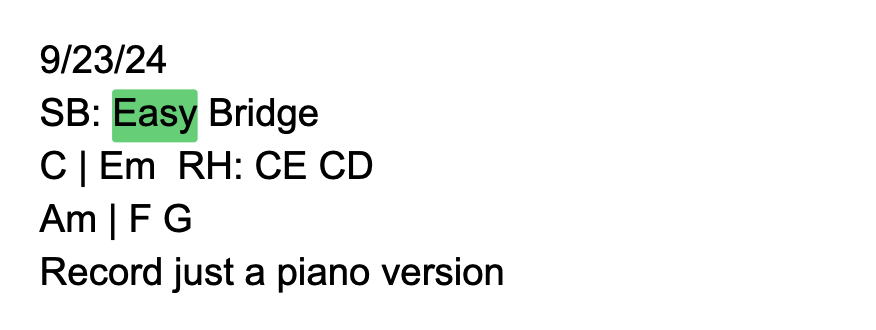 9/23/24
SB: Easy Bridge
C | Em  RH: CE CD
Am | F G
Record just a piano version